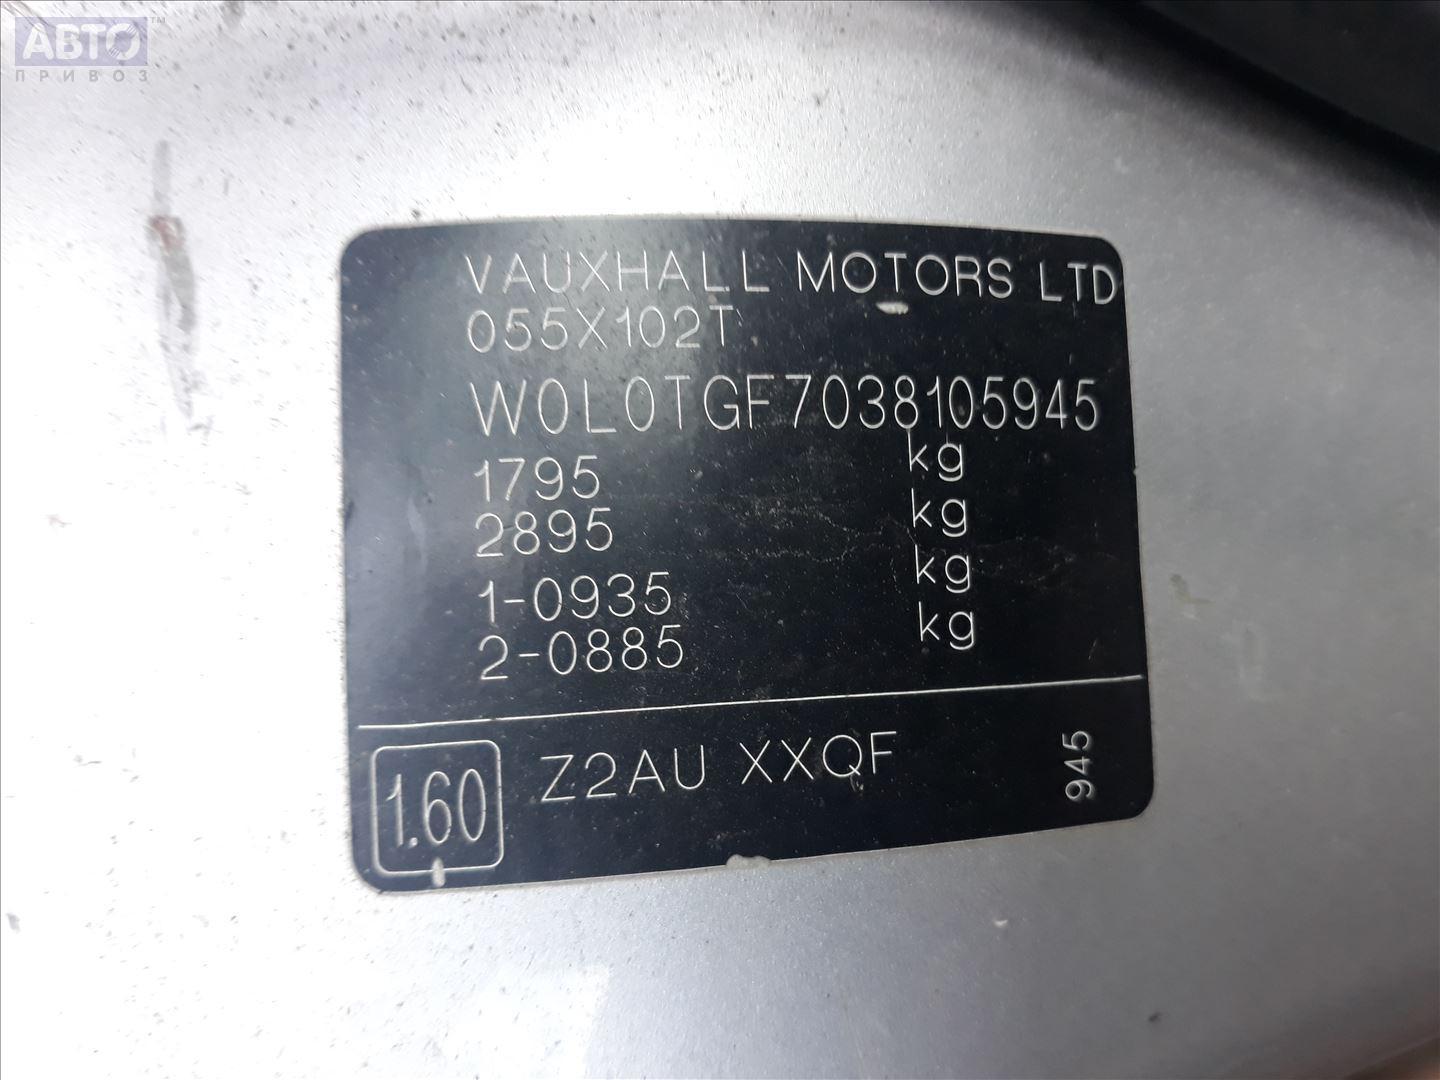 АВТО™
ПРИВОЗ
VAUXHALL MOTORS LTD
055X102T
W0L0TGF7038105945
1795 kg
2895 kg
1-0935 kg
2-0885 kg
1.60 Z2AU XXQF 945